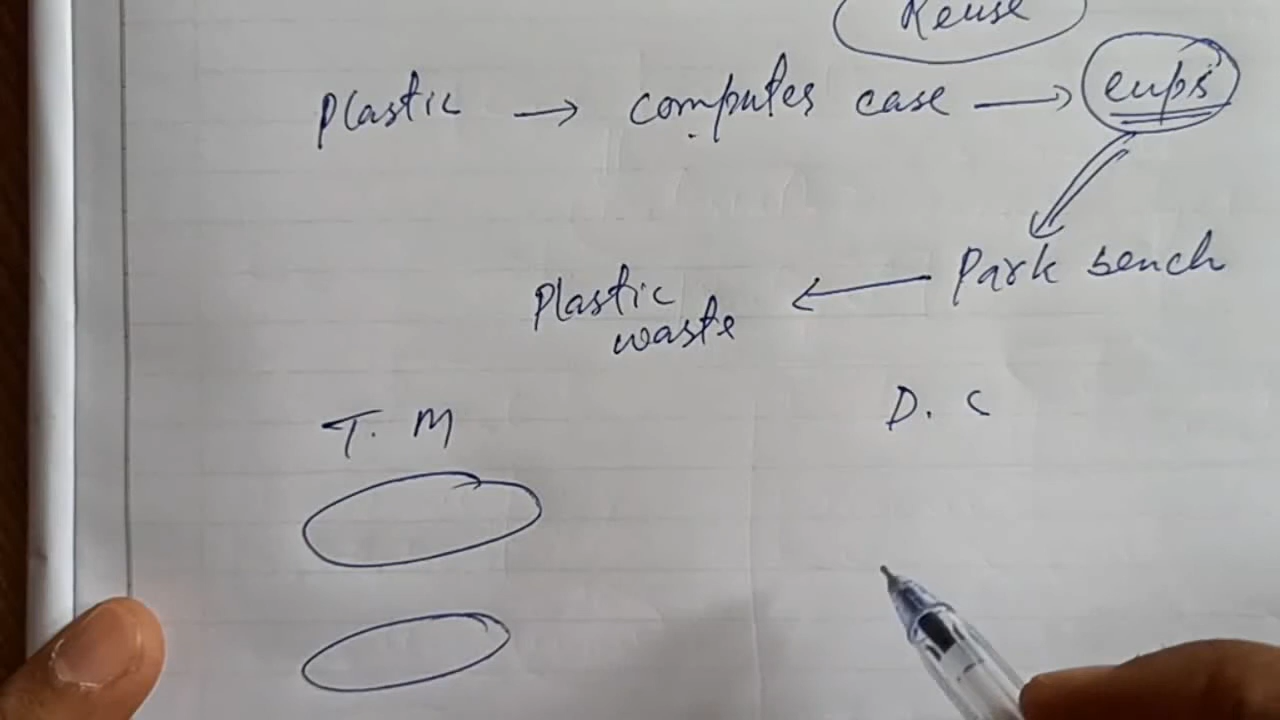 Reuse
Plastic → computer case → cups
Park bench
←
Plastic
waste
T. M
D. C